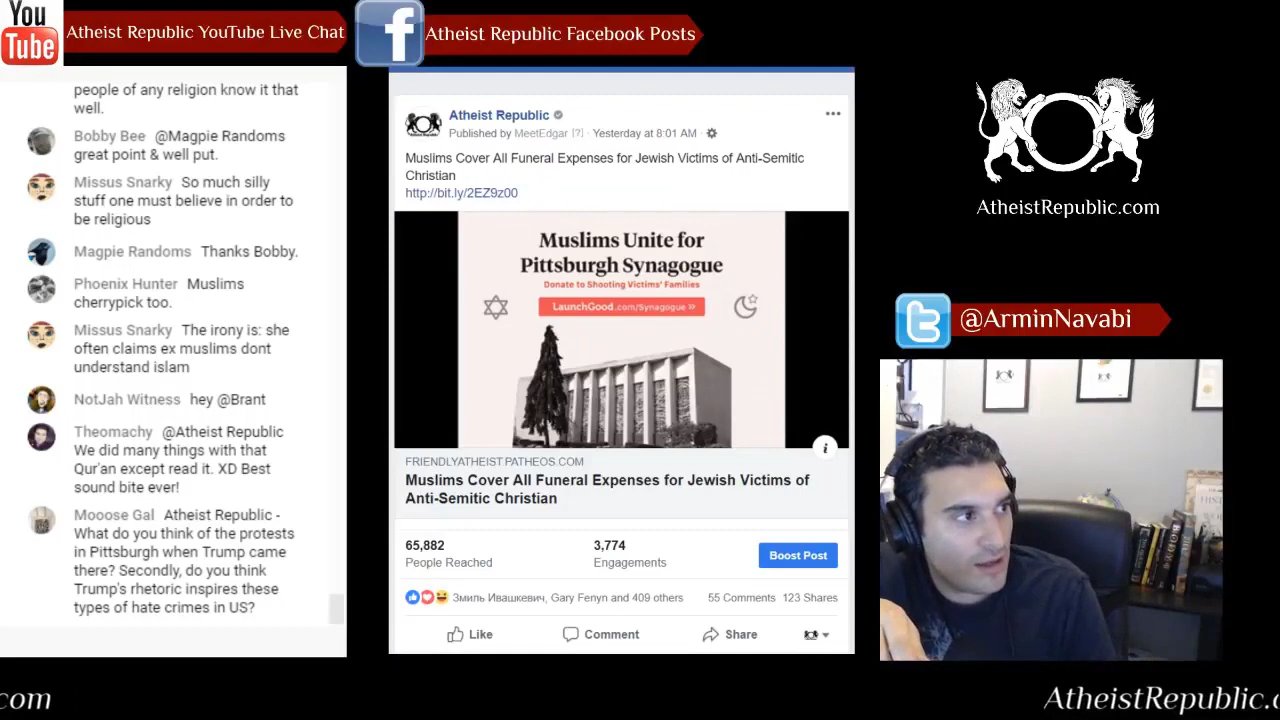 You
Tube
Atheist Republic YouTube Live Chat
Atheist Republic Facebook Posts
people of any religion know it that
well.
Bobby Bee @Magpie Randoms
great point & well put.
Missus Snarky So much silly
stuff one must believe in order to
be religious
Magpie Randoms Thanks Bobby.
Phoenix Hunter Muslims
cherrypick too.
Missus Snarky The irony is: she
often claims ex muslims dont
understand islam
NotJah Witness hey @Brant
Theomachy @Atheist Republic
We did many things with that
Qur'an except read it. XD Best
sound bite ever!
Mooose Gal Atheist Republic -
What do you think of the protests
in Pittsburgh when Trump came
there? Secondly, do you think
Trump's rhetoric inspires these
types of hate crimes in US?
Atheist Republic
Published by MeetEdgar [?] · Yesterday at 8:01 AM ·
Muslims Cover All Funeral Expenses for Jewish Victims of Anti-Semitic
Christian
http://bit.ly/2EZ9z00
Muslims Unite for
Pittsburgh Synagogue
Donate to Shooting Victims' Families
LaunchGood.com/Synagogue »
FRIENDLYATHEIST.PATHEOS.COM
Muslims Cover All Funeral Expenses for Jewish Victims of
Anti-Semitic Christian
65,882
People Reached
3,774
Engagements
Boost Post
Змиль Ивашкевич, Gary Fenyn and 409 others
55 Comments 123 Shares
Like
Comment
Share
AtheistRepublic.com
@ArminNavabi
.com
AtheistRepublic.c